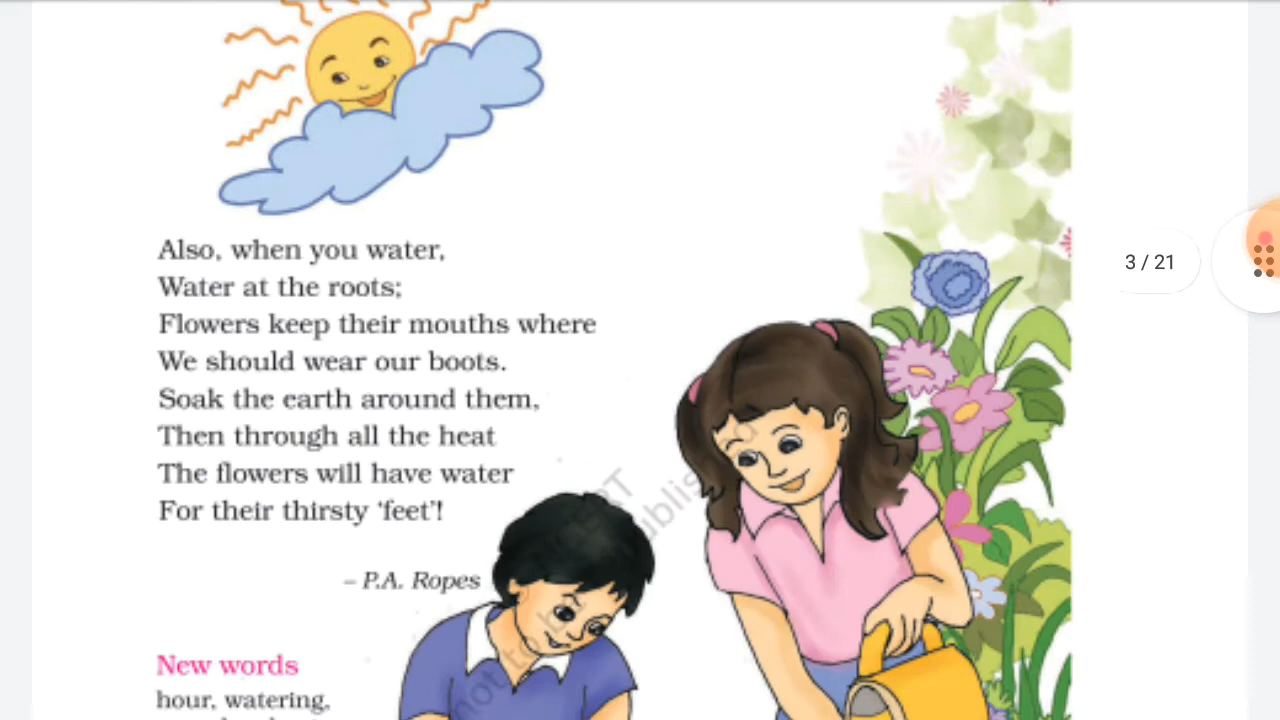 Also, when you water,
Water at the roots;
Flowers keep their mouths where
We should wear our boots.
Soak the earth around them,
Then through all the heat
The flowers will have water
For their thirsty ‘feet’!
– P.A. Ropes
New words
hour, watering,
3 / 21